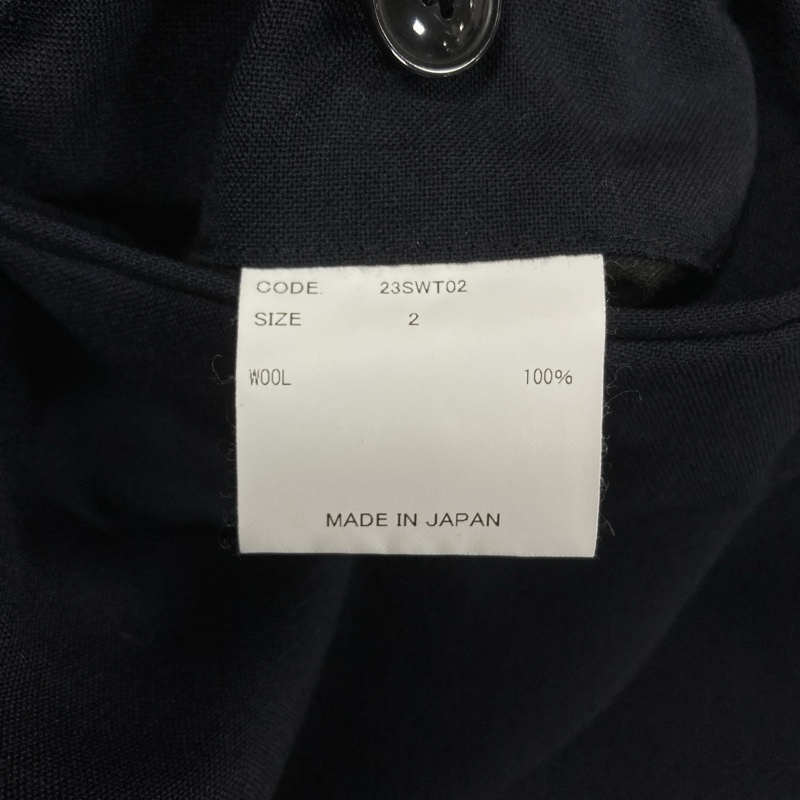 CODE. 23SWT02
SIZE 2
WOOL 100%
MADE IN JAPAN